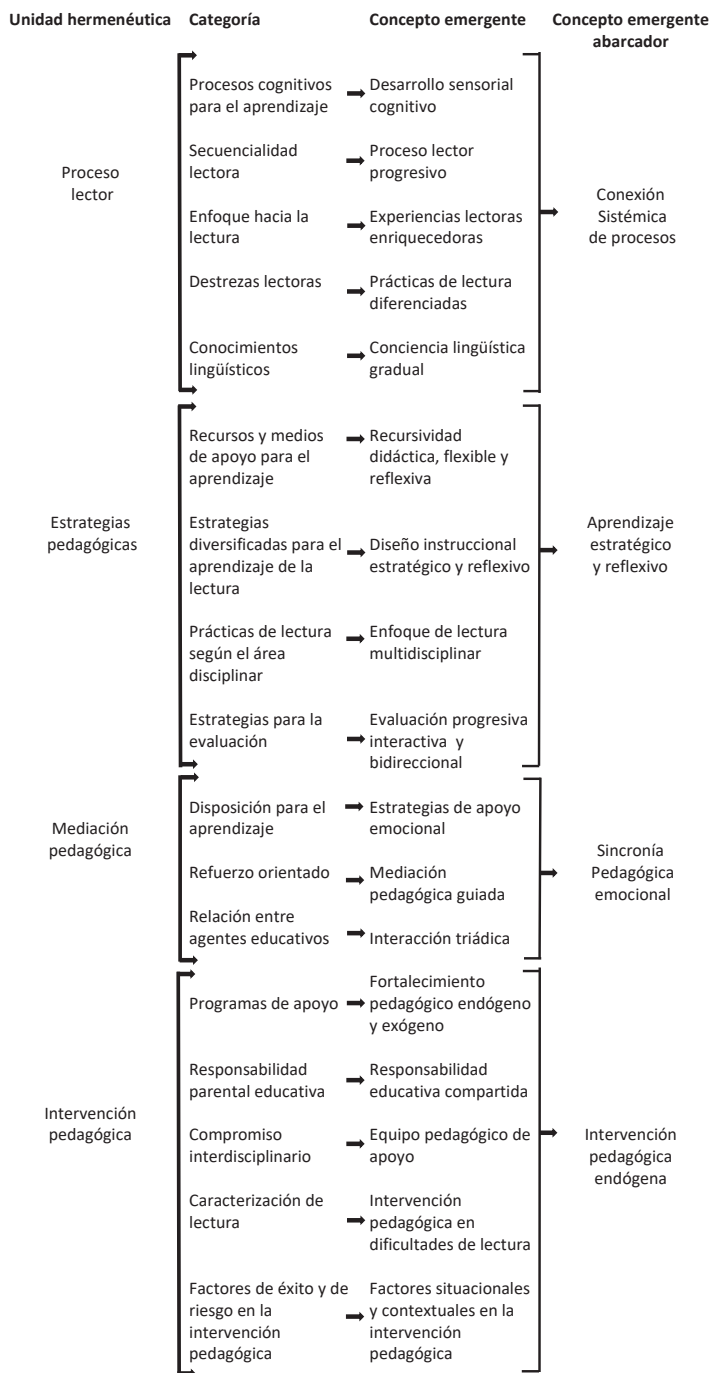 Unidad hermenéutica
Categoría
Concepto emergente
Concepto emergente
abarcador
Proceso
lector
Procesos cognitivos
para el aprendizaje
Desarrollo sensorial
cognitivo
Secuencialidad
lectora
Proceso lector
progresivo
Enfoque hacia la
lectura
Experiencias lectoras
enriquecedoras
Destrezas lectoras
Prácticas de lectura
diferenciadas
Conocimientos
lingüísticos
Conciencia lingüística
gradual
Conexión
Sistémica
de procesos
Estrategias
pedagógicas
Recursos y medios
de apoyo para el
aprendizaje
Recursividad
didáctica, flexible y
reflexiva
Estrategias
diversificadas para el
aprendizaje de la
lectura
Diseño instruccional
estratégico y reflexivo
Prácticas de lectura
según el área
disciplinar
Enfoque de lectura
multidisciplinar
Estrategias para la
evaluación
Evaluación progresiva
interactiva y
bidireccional
Aprendizaje
estratégico
y reflexivo
Mediación
pedagógica
Disposición para el
aprendizaje
Estrategias de apoyo
emocional
Refuerzo orientado
Mediación
pedagógica guiada
Relación entre
agentes educativos
Interacción triádica
Sincronía
Pedagógica
emocional
Intervención
pedagógica
Programas de apoyo
Fortalecimiento
pedagógico endógeno
y exógeno
Responsabilidad
parental educativa
Responsabilidad
educativa compartida
Compromiso
interdisciplinario
Equipo pedagógico de
apoyo
Caracterización de
lectura
Intervención
pedagógica en
dificultades de lectura
Factores de éxito y de
riesgo en la
intervención
pedagógica
Factores situacionales
y contextuales en la
intervención
pedagógica
Intervención
pedagógica
endógena